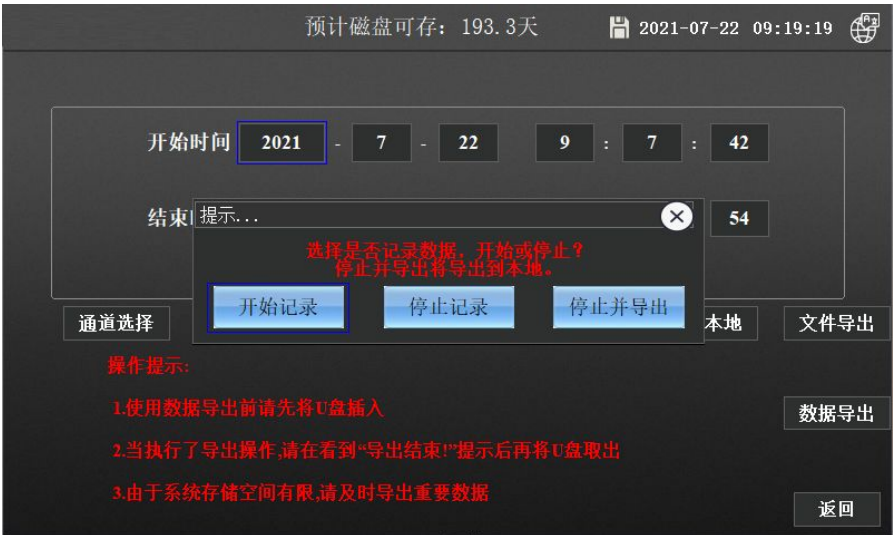 预计磁盘可存: 193.3天
2021-07-22 09:19:19
开始时间 2021 - 7 - 22 9 : 7 : 42
提示...
结束 54
选择是否记录数据, 开始或停止?
停止并导出将导出到本地。
开始记录 停止记录 停止并导出
通道选择 本地 文件导出
操作提示:
1.使用数据导出前请先将U盘插入
数据导出
2.当执行了导出操作,请在看到“导出结束!”提示后再将U盘取出
3.由于系统存储空间有限,请及时导出重要数据
返回